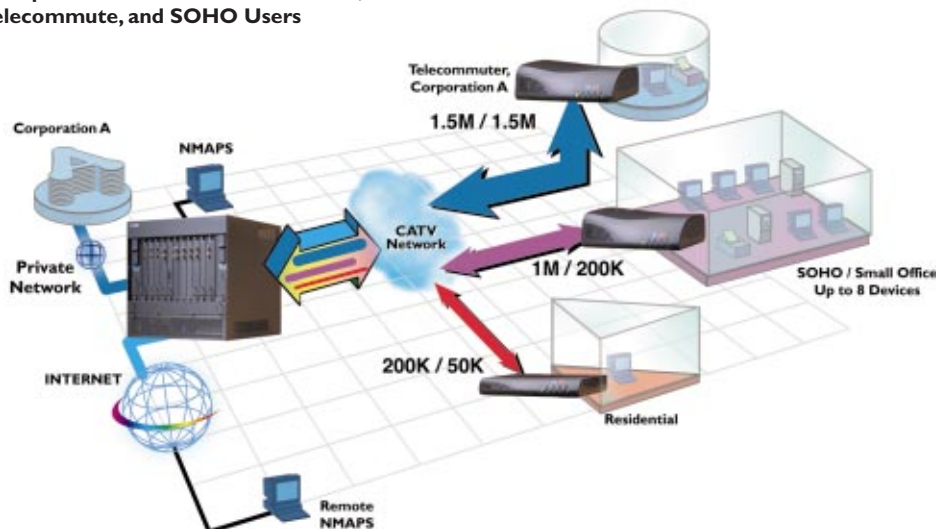 Telecommute, and SOHO Users
Telecommuter,
Corporation A
1.5M / 1.5M
Corporation A
NMAPS
CATV
Network
Private
Network
1M / 200K
SOHO / Small Office
Up to 8 Devices
200K / 50K
INTERNET
Residential
Remote
NMAPS